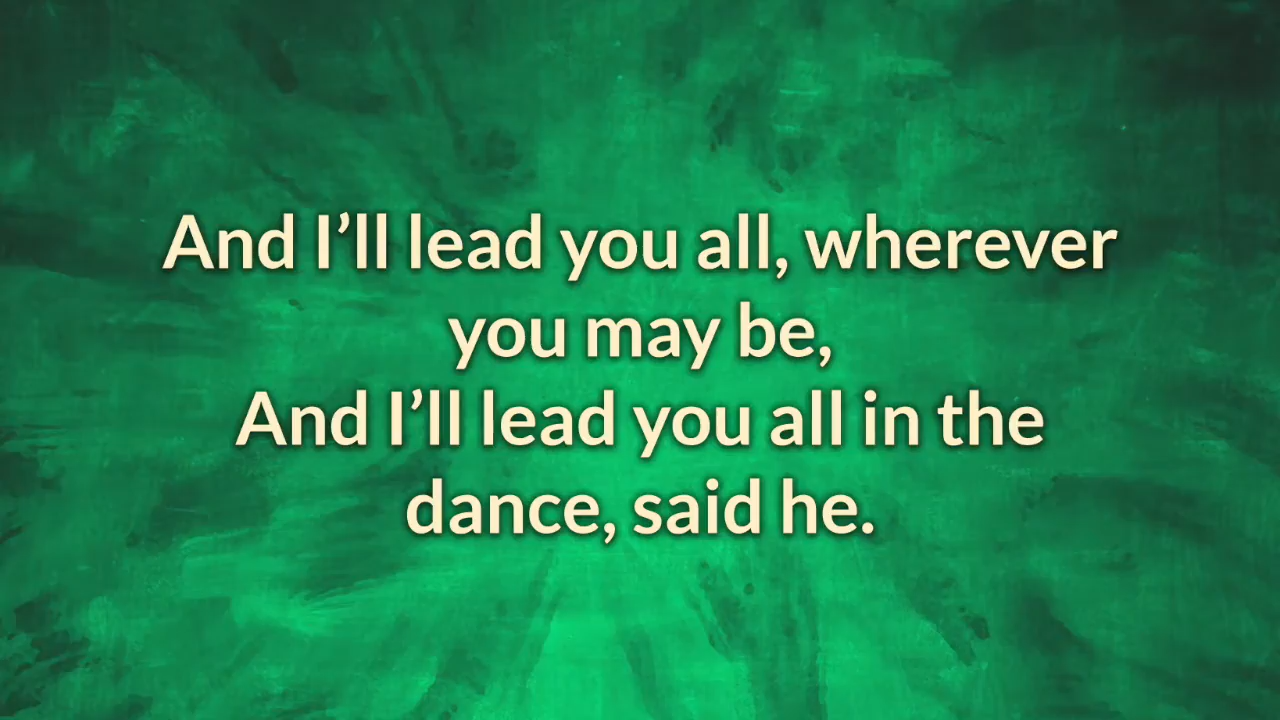 And I’ll lead you all, wherever
you may be,
And I’ll lead you all in the
dance, said he.